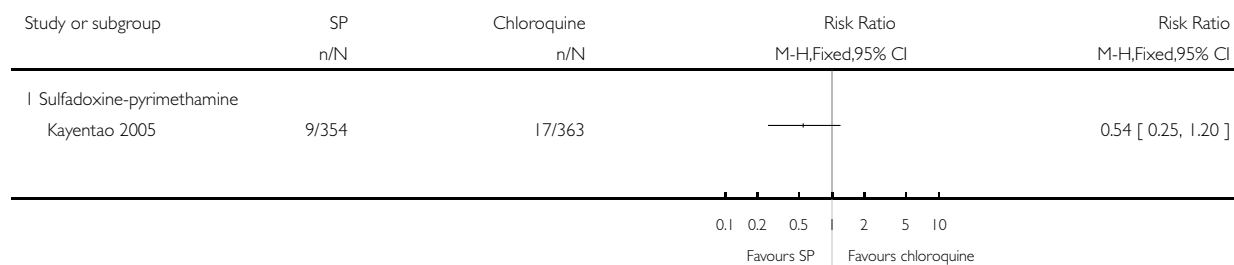 Study or subgroup SP Chloroquine Risk Ratio Risk Ratio
n/N n/N M-H,Fixed,95% CI M-H,Fixed,95% CI
1 Sulfadoxine-pyrimethamine
Kayentao 2005 9/354 17/363 0.54 [ 0.25, 1.20 ]
0.1 0.2 0.5 1 2 5 10
Favours SP Favours chloroquine